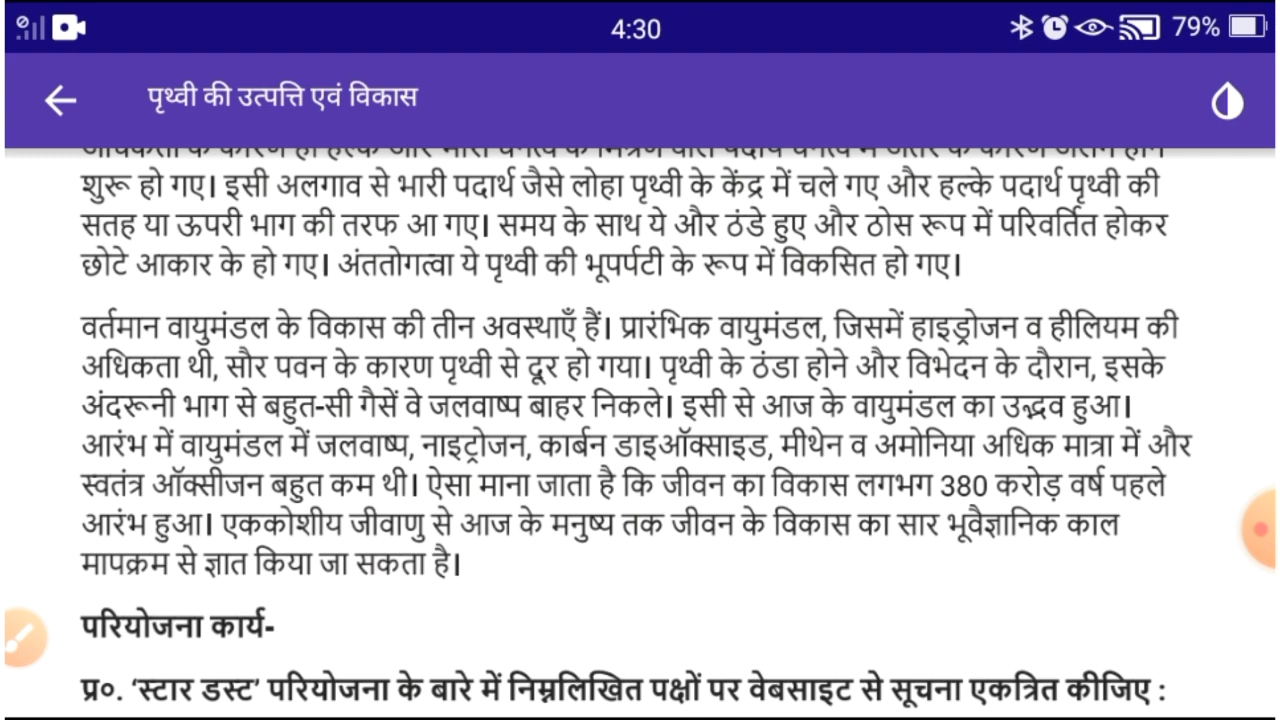 4:30
79%
पृथ्वी की उत्पत्ति एवं विकास
शुरू हो गए। इसी अलगाव से भारी पदार्थ जैसे लोहा पृथ्वी के केंद्र में चले गए और हल्के पदार्थ पृथ्वी की
सतह या ऊपरी भाग की तरफ आ गए। समय के साथ ये और ठंडे हुए और ठोस रूप में परिवर्तित होकर
छोटे आकार के हो गए। अंततोगत्वा ये पृथ्वी की भूपर्पटी के रूप में विकसित हो गए।
वर्तमान वायुमंडल के विकास की तीन अवस्थाएँ हैं। प्रारंभिक वायुमंडल, जिसमें हाइड्रोजन व हीलियम की
अधिकता थी, सौर पवन के कारण पृथ्वी से दूर हो गया। पृथ्वी के ठंडा होने और विभेदन के दौरान, इसके
अंदरूनी भाग से बहुत-सी गैसें वे जलवाष्प बाहर निकले। इसी से आज के वायुमंडल का उद्भव हुआ।
आरंभ में वायुमंडल में जलवाष्प, नाइट्रोजन, कार्बन डाइऑक्साइड, मीथेन व अमोनिया अधिक मात्रा में और
स्वतंत्र ऑक्सीजन बहुत कम थी। ऐसा माना जाता है कि जीवन का विकास लगभग 380 करोड़ वर्ष पहले
आरंभ हुआ। एककोशीय जीवाणु से आज के मनुष्य तक जीवन के विकास का सार भूवैज्ञानिक काल
मापक्रम से ज्ञात किया जा सकता है।
परियोजना कार्य-
प्र०. ‘स्टार डस्ट’ परियोजना के बारे में निम्नलिखित पक्षों पर वेबसाइट से सूचना एकत्रित कीजिए :